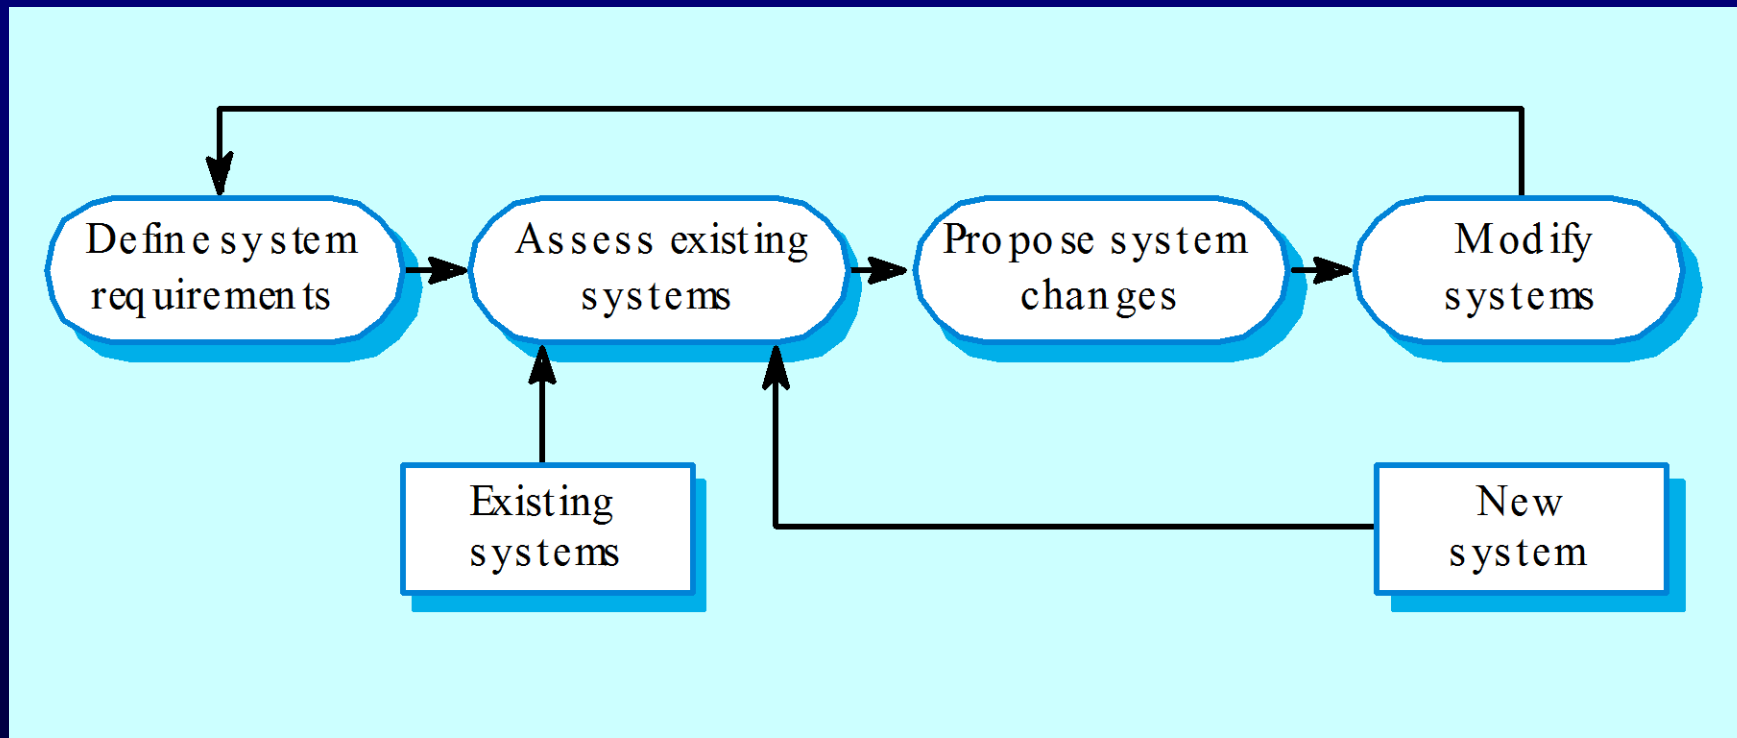 Define system
requirements
Assess existing
systems
Propose system
changes
Modify
systems
Existing
systems
New
system